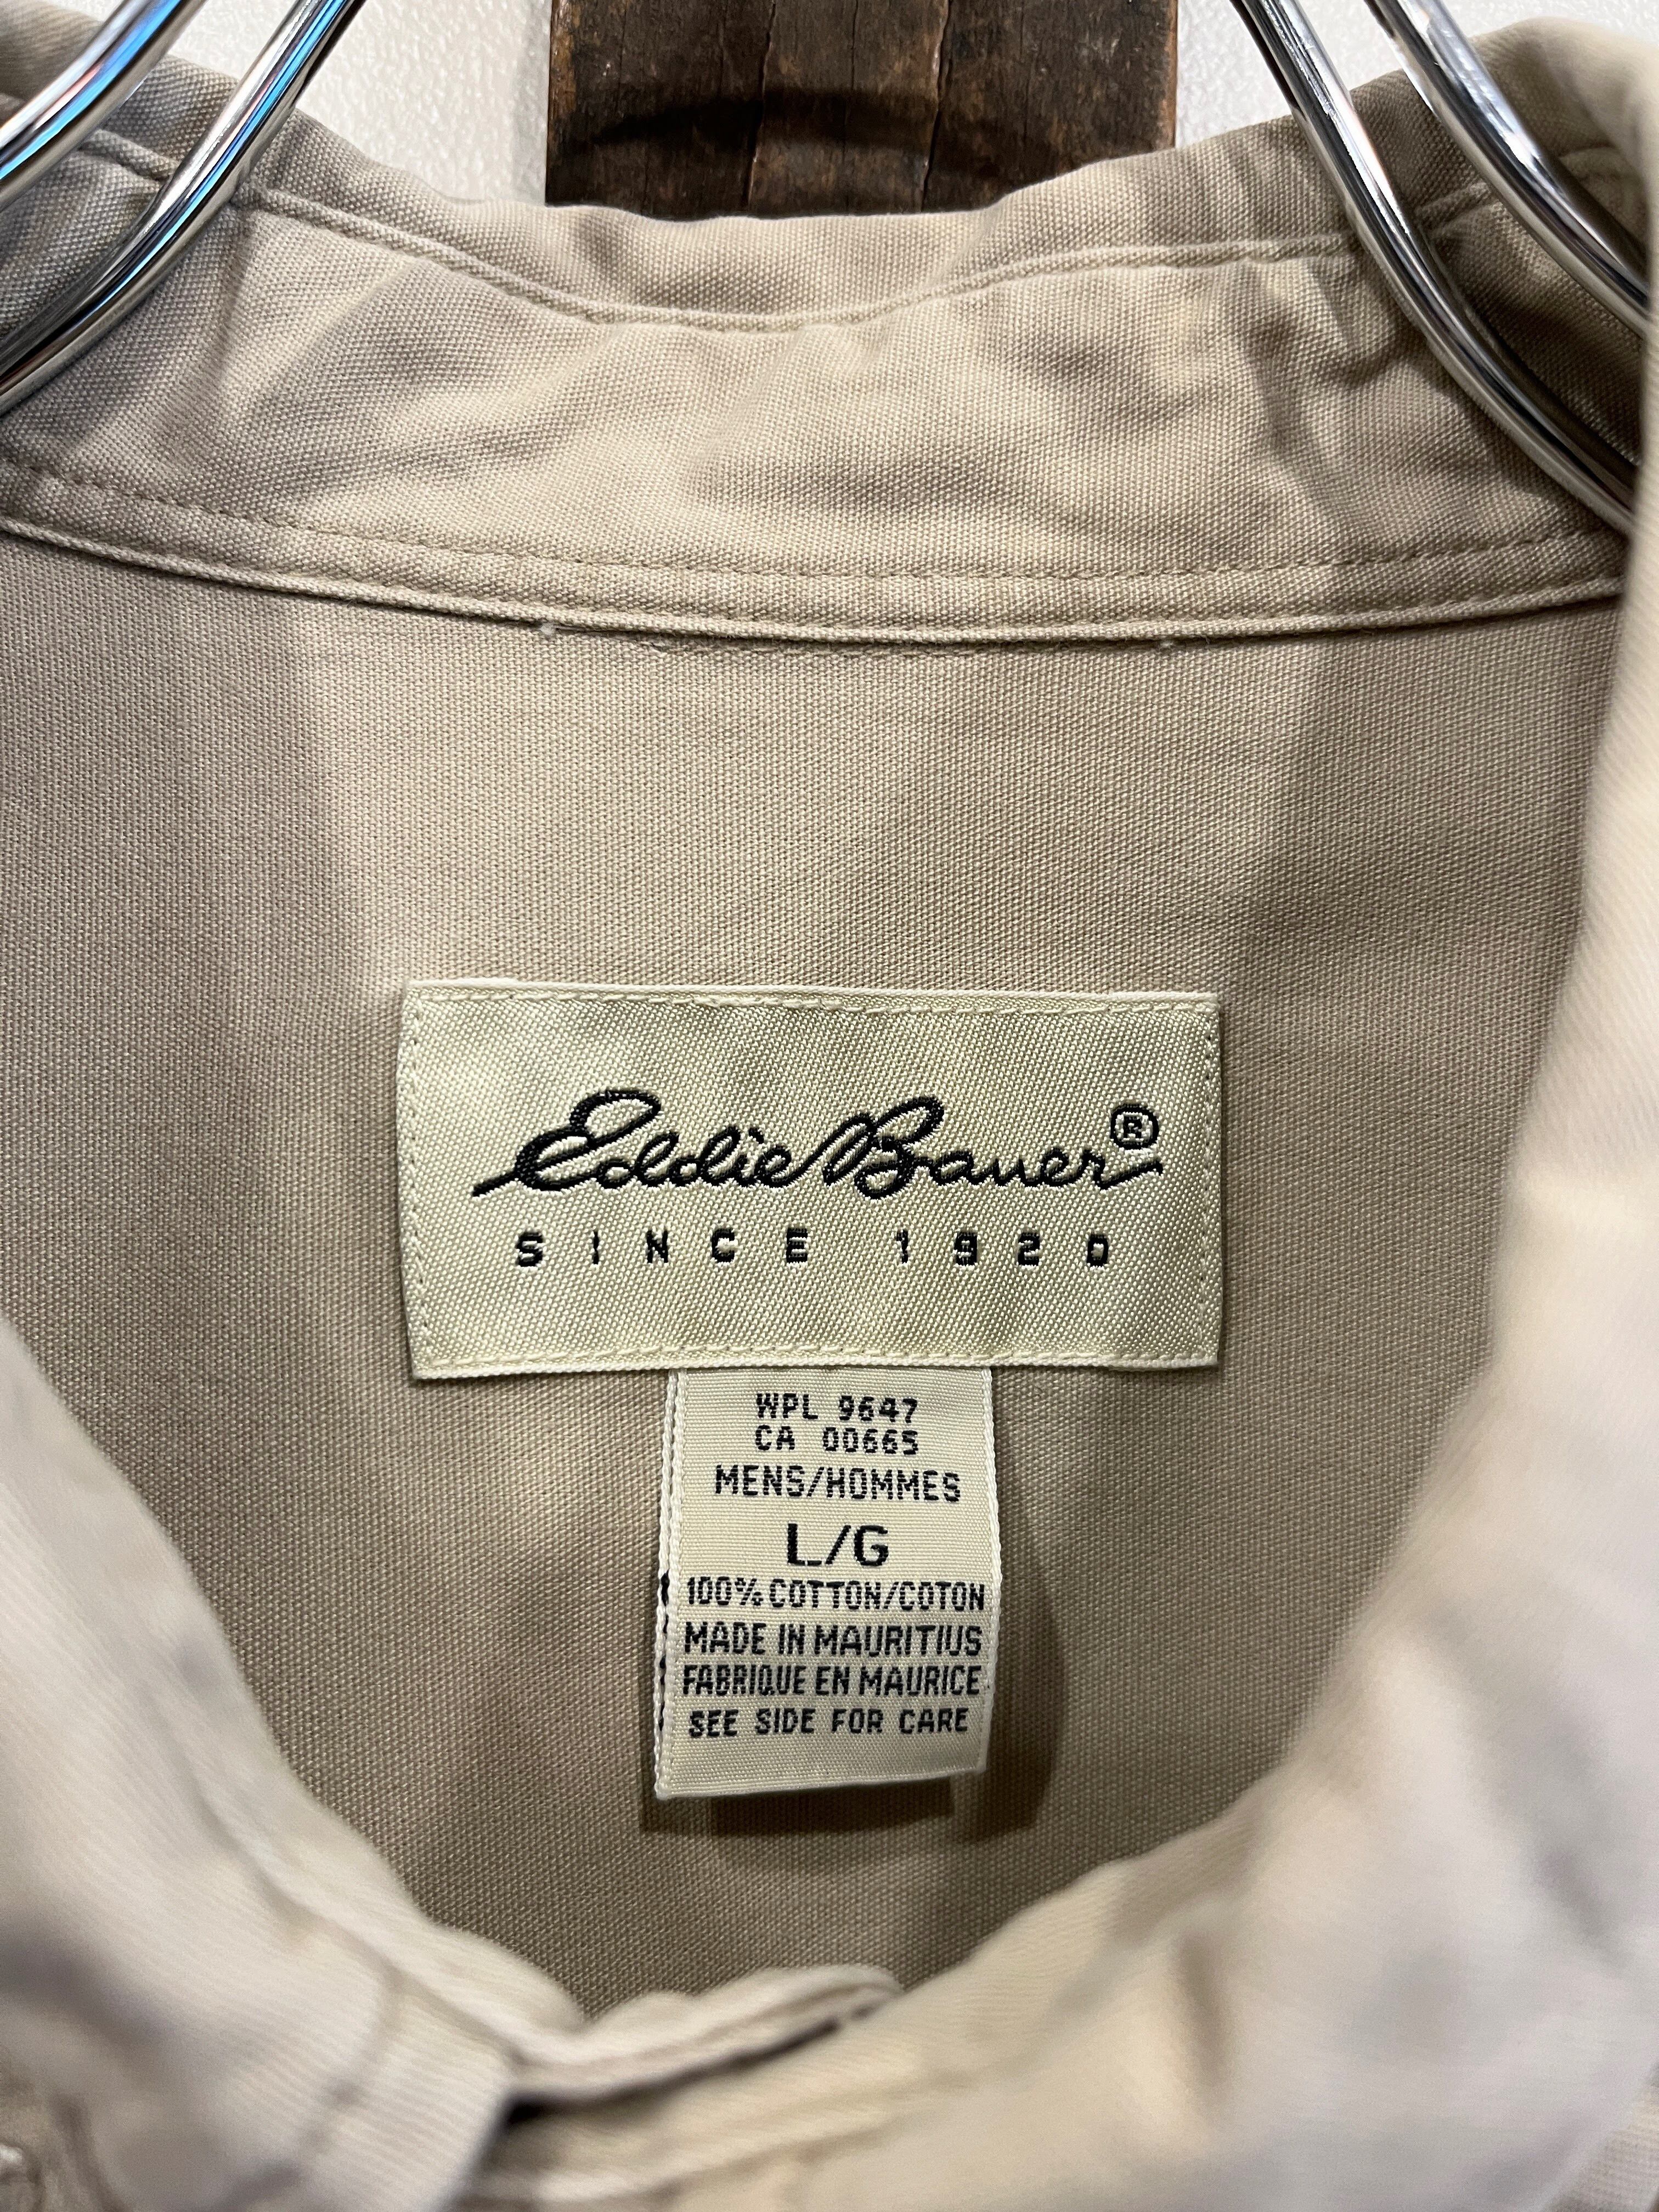 Eddie Bauer®
SINCE 1920
WPL 9647
CA 00665
MENS/HOMMES
L/G
100% COTTON/COTON
MADE IN MAURITIUS
FABRIQUE EN MAURICE
SEE SIDE FOR CARE